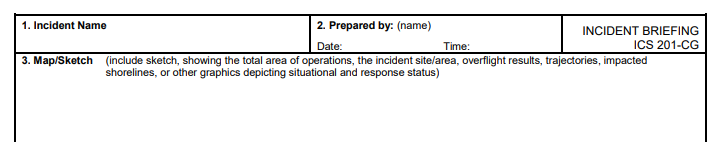 1. Incident Name
2. Prepared by: (name)
Date: Time:
INCIDENT BRIEFING
ICS 201-CG
3. Map/Sketch (include sketch, showing the total area of operations, the incident site/area, overflight results, trajectories, impacted
shorelines, or other graphics depicting situational and response status)